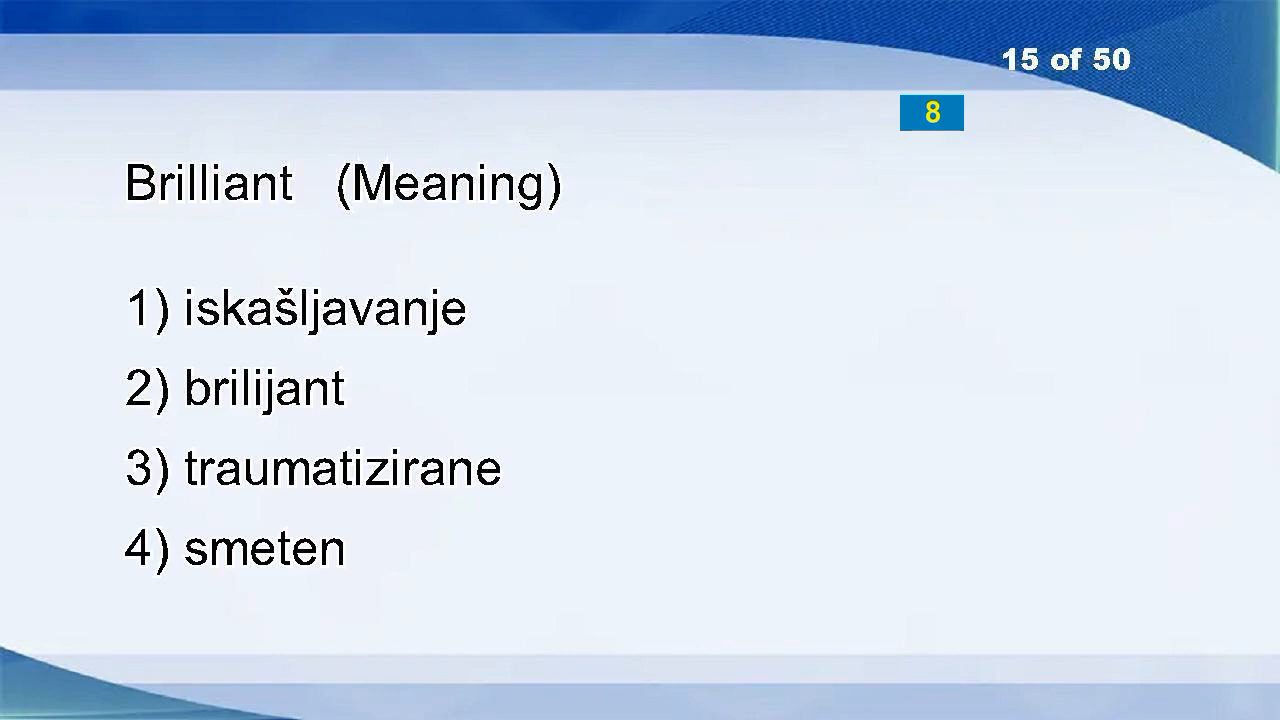 15 of 50
8
Brilliant (Meaning)
1) iskašljavanje
2) brilijant
3) traumatizirane
4) smeten